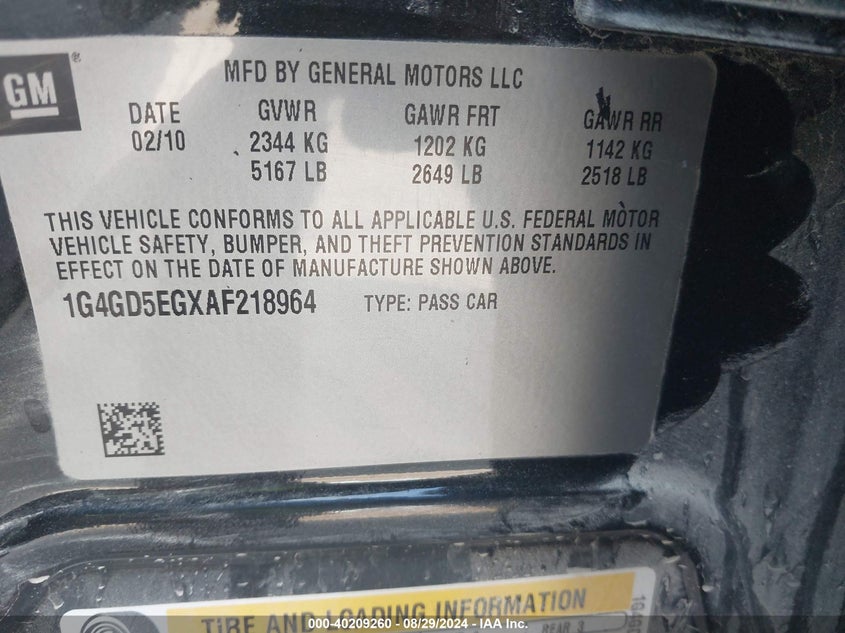 GM ®
MFD BY GENERAL MOTORS LLC
DATE GVWR GAWR FRT GAWR RR
02/10 2344 KG 1202 KG 1142 KG
5167 LB 2649 LB 2518 LB
THIS VEHICLE CONFORMS TO ALL APPLICABLE U.S. FEDERAL MOTOR
VEHICLE SAFETY, BUMPER, AND THEFT PREVENTION STANDARDS IN
EFFECT ON THE DATE OF MANUFACTURE SHOWN ABOVE.
1G4GD5EGXAF218964 TYPE: PASS CAR
TIRE AND LOADING INFORMATION
REAR 3
000-40209260 - 08/29/2024 - IAA Inc.